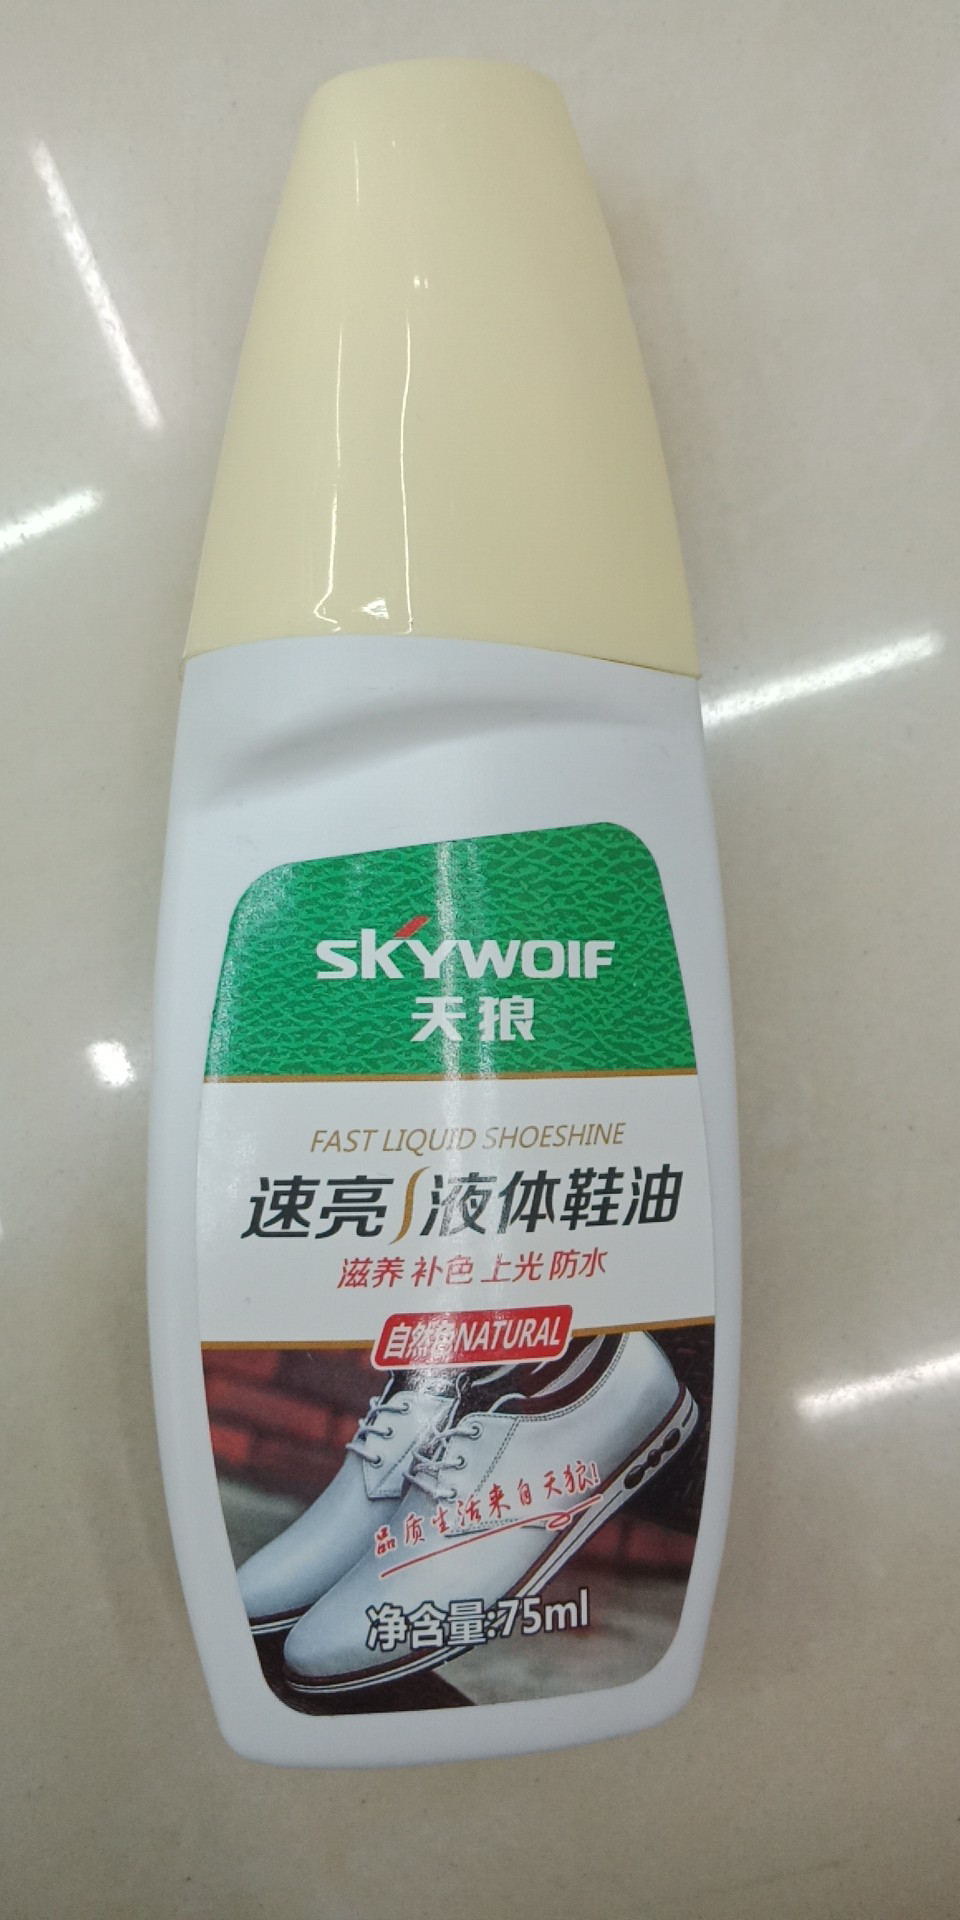 SKYWOlF
天狼
FAST LIQUID SHOESHINE
速亮液体鞋油
滋养 补色 上光 防水
自然色NATURAL
品质生活来自天狼!
净含量:75ml